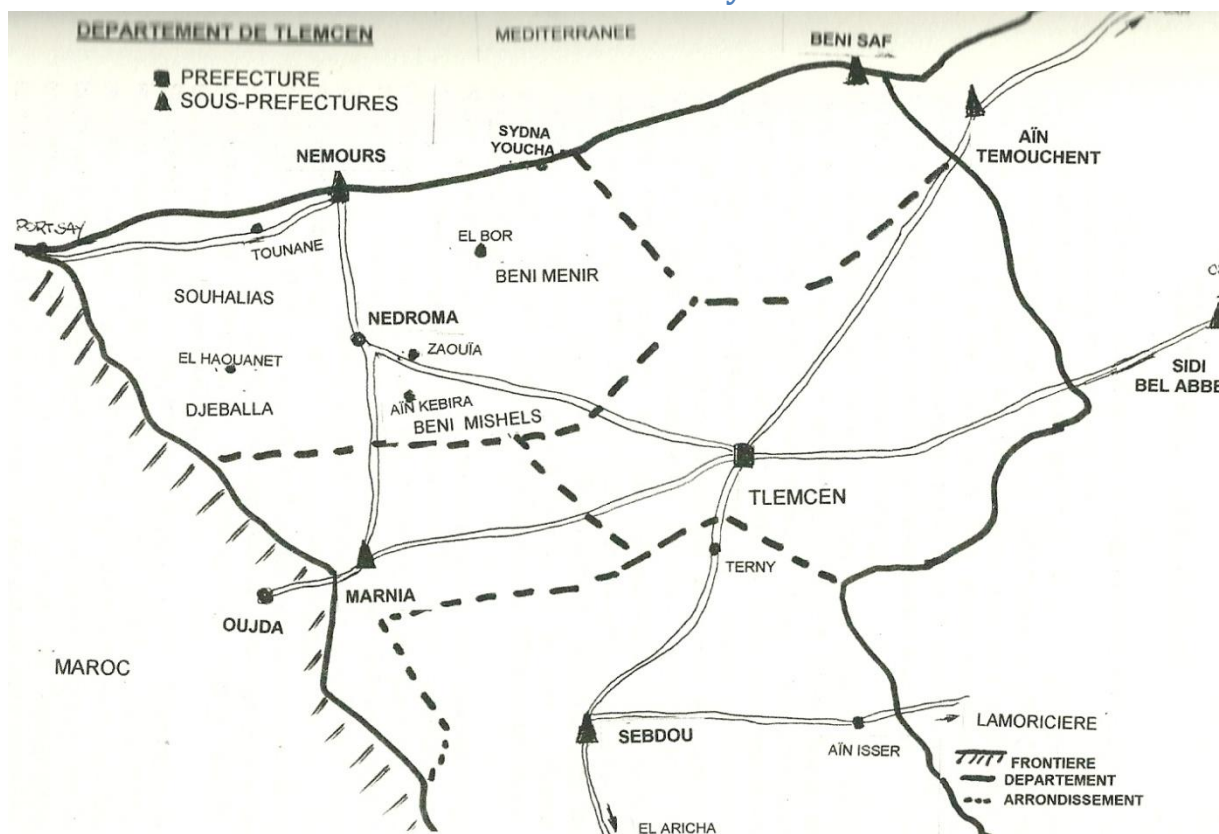 DEPARTEMENT DE TLEMCEN
MEDITERRANEE
BENI SAF
PREFECTURE
SOUS-PREFECTURES
SYDNA
YOUCHA
AÏN
TEMOUCHENT
NEMOURS
PORTSAY
TOUNANE
EL BOR
BENI MENIR
SOUHALIAS
NEDROMA
ZAOUÏA
EL HAOUANET
SIDI
BEL ABBE
DJEBALLA
AÏN KEBIRA
BENI MISHELS
TLEMCEN
TERNY
MARNIA
OUJDA
MAROC
LAMORICIERE
SEBDOU
AÏN ISSER
FRONTIERE
DEPARTEMENT
ARRONDISSEMENT
EL ARICHA